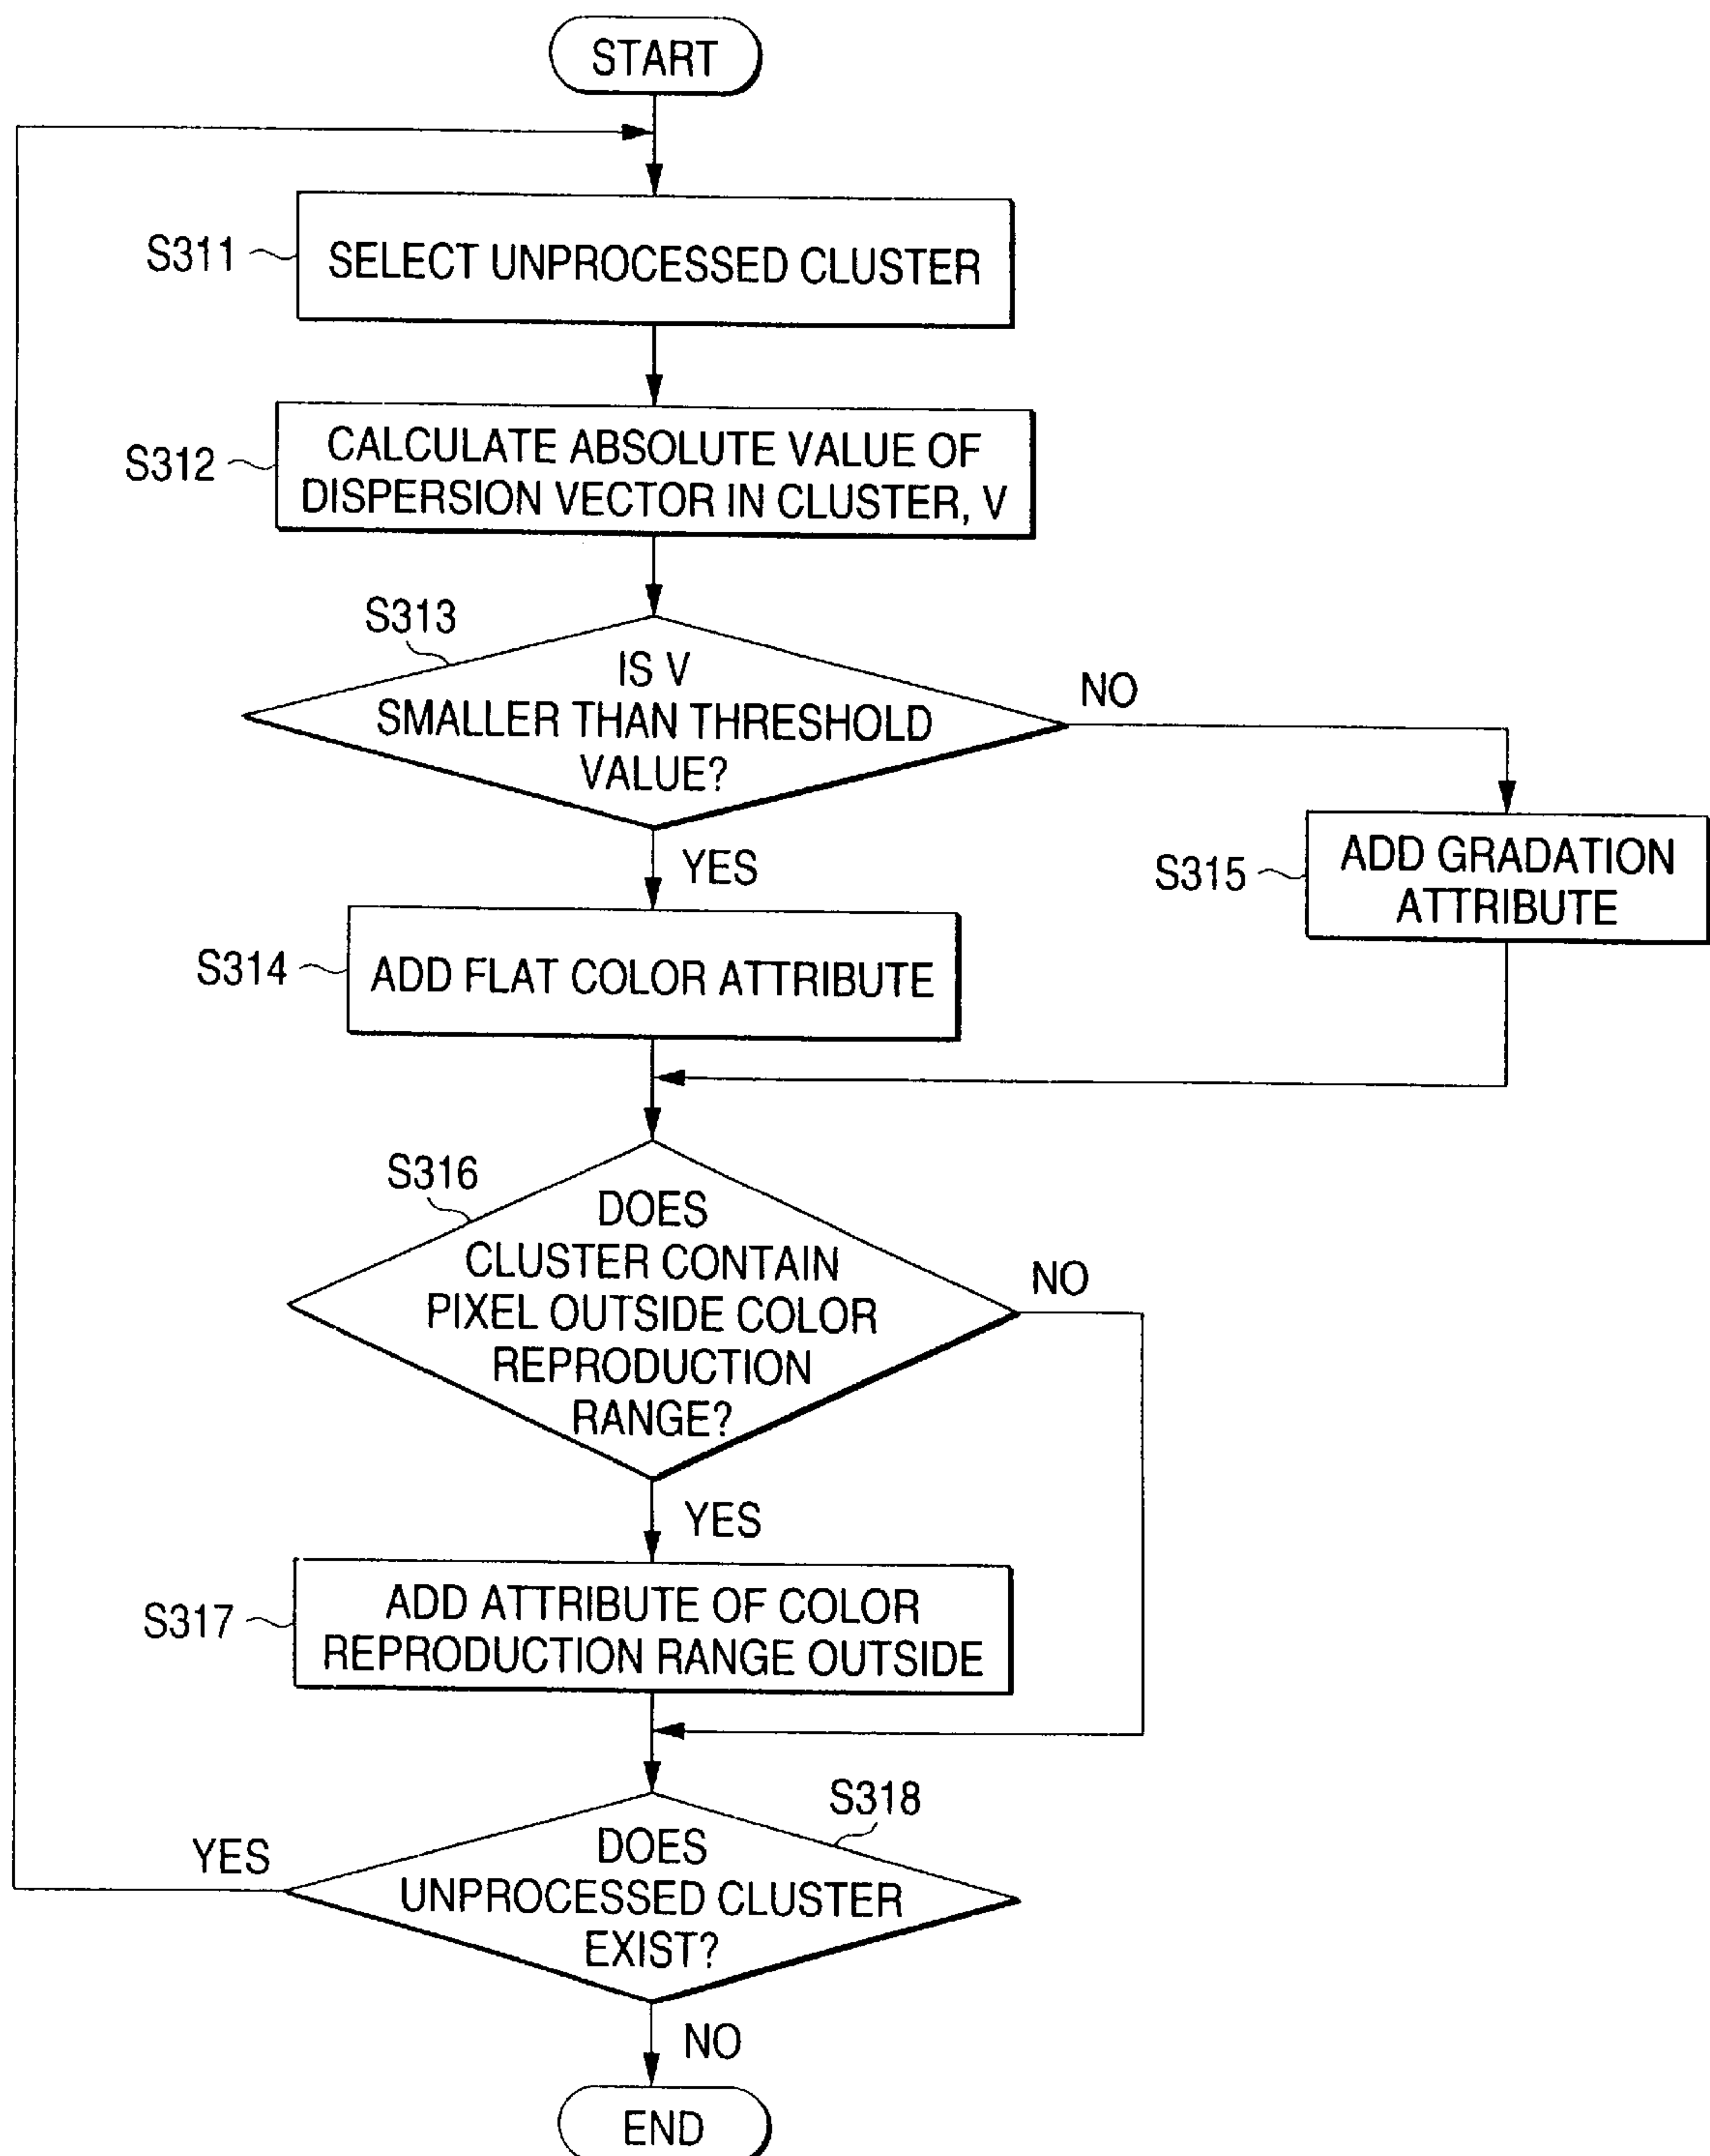 START
S311
SELECT UNPROCESSED CLUSTER
S312
CALCULATE ABSOLUTE VALUE OF
DISPERSION VECTOR IN CLUSTER, V
S313
IS V
SMALLER THAN THRESHOLD
VALUE?
NO
YES
S315
ADD GRADATION
ATTRIBUTE
S314
ADD FLAT COLOR ATTRIBUTE
S316
DOES
CLUSTER CONTAIN
PIXEL OUTSIDE COLOR
REPRODUCTION
RANGE?
NO
YES
S317
ADD ATTRIBUTE OF COLOR
REPRODUCTION RANGE OUTSIDE
S318
YES
DOES
UNPROCESSED CLUSTER
EXIST?
NO
END